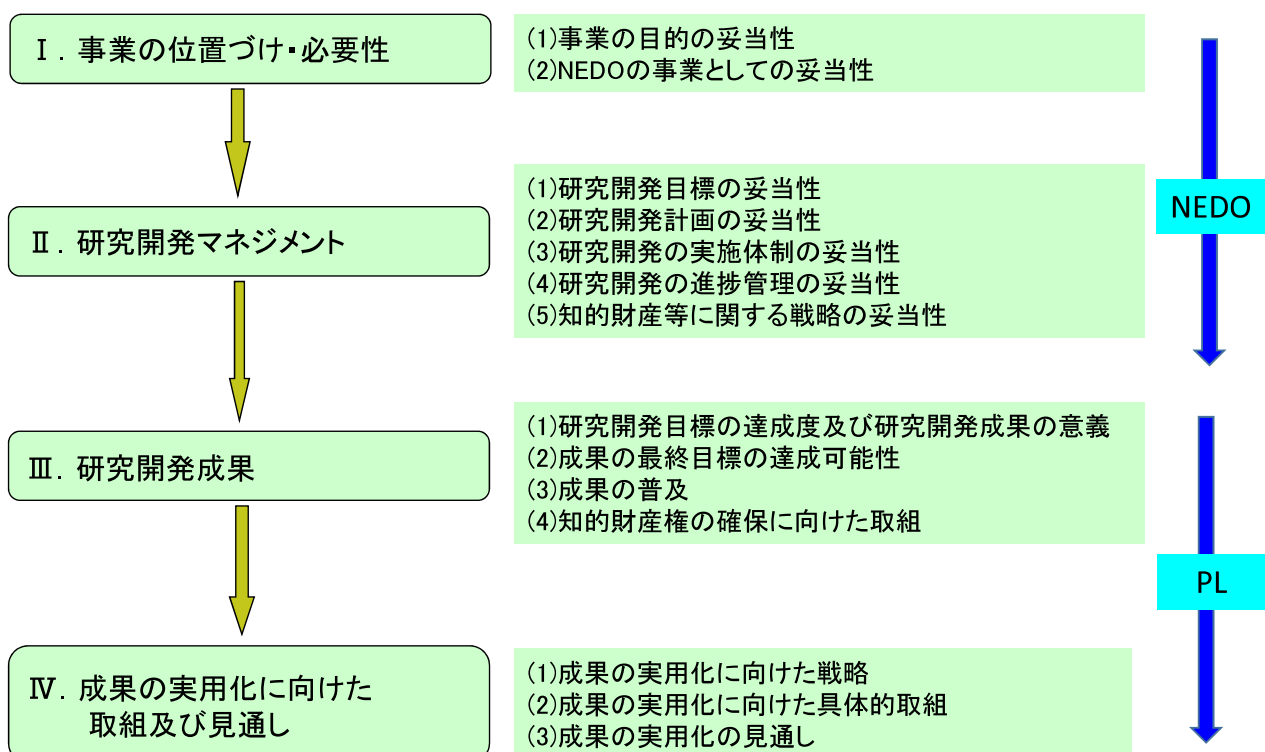 Ⅰ. 事業の位置づけ・必要性
(1)事業の目的の妥当性
(2)NEDOの事業としての妥当性
Ⅱ. 研究開発マネジメント
(1)研究開発目標の妥当性
(2)研究開発計画の妥当性
(3)研究開発の実施体制の妥当性
(4)研究開発の進捗管理の妥当性
(5)知的財産等に関する戦略の妥当性
NEDO
Ⅲ. 研究開発成果
(1)研究開発目標の達成度及び研究開発成果の意義
(2)成果の最終目標の達成可能性
(3)成果の普及
(4)知的財産権の確保に向けた取組
PL
Ⅳ. 成果の実用化に向けた
取組及び見通し
(1)成果の実用化に向けた戦略
(2)成果の実用化に向けた具体的取組
(3)成果の実用化の見通し